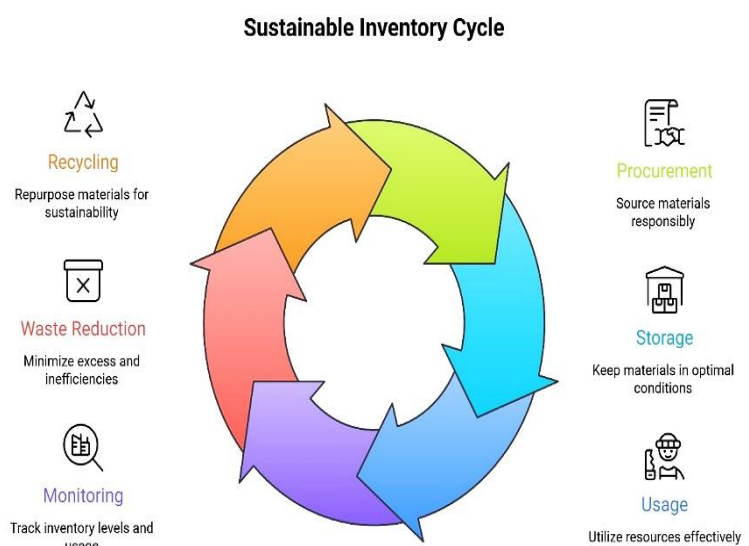 Sustainable Inventory Cycle
Recycling
Repurpose materials for
sustainability
Procurement
Source materials
responsibly
Waste Reduction
Minimize excess and
inefficiencies
Storage
Keep materials in optimal
conditions
Monitoring
Track inventory levels and
usage
Usage
Utilize resources effectively